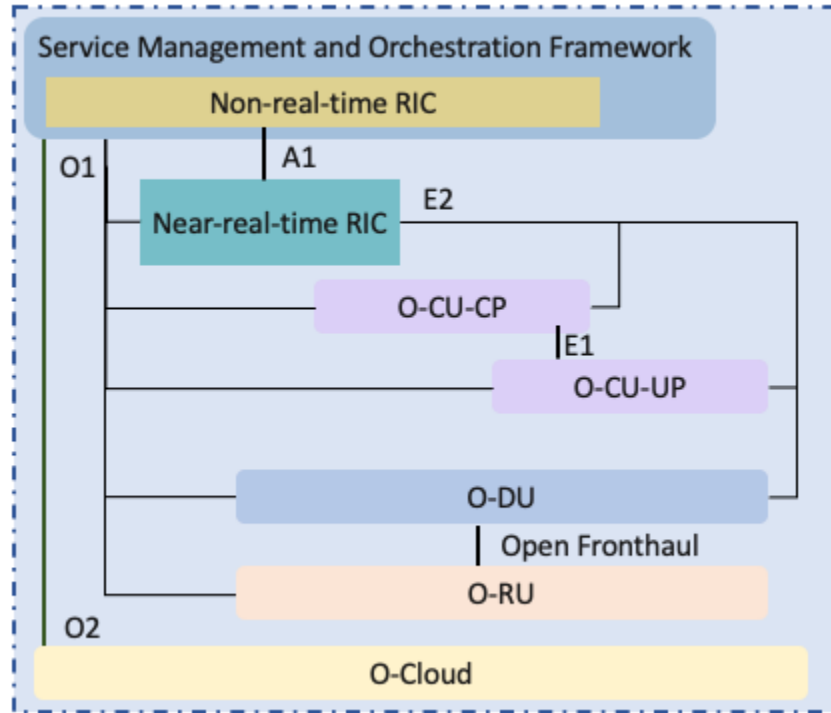 Service Management and Orchestration Framework
Non-real-time RIC
O1
A1
Near-real-time RIC
E2
O-CU-CP
E1
O-CU-UP
O-DU
Open Fronthaul
O-RU
O2
O-Cloud